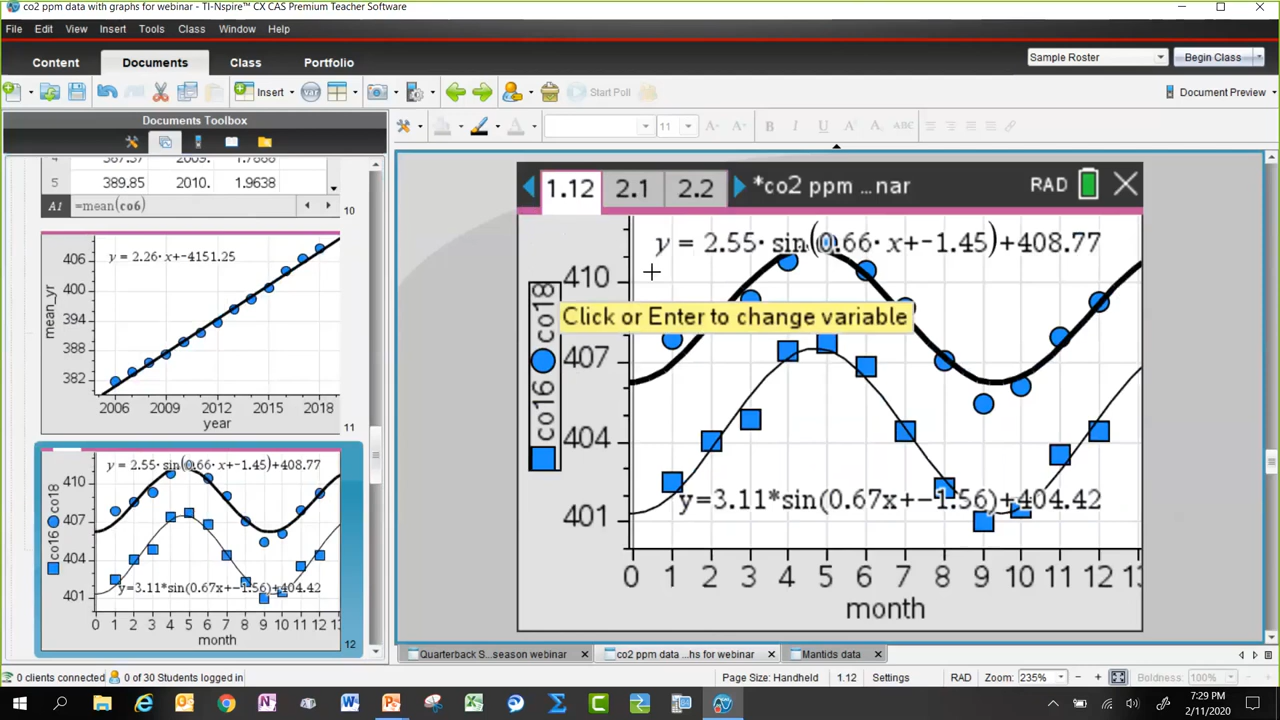 co2 ppm data with graphs for webinar - TI-Nspire™ CX CAS Premium Teacher Software
File Edit View Insert Tools Class Window Help
Content Documents Class Portfolio
Sample Roster Begin Class
Insert Start Poll Document Preview
Documents Toolbox
11
4 387.37 2009. 1.7888
5 389.85 2010. 1.9638
A1 =mean(co6)
10
y = 2.26· x+-4151.25
406
400
394
388
382
mean_yr
2006 2009 2012 2015 2018
year
11
y = 2.55· sin(0.66· x+-1.45)+408.77
410
407
404
401
co16 co18
y=3.11*sin(0.67x+-1.56)+404.42
0 1 2 3 4 5 6 7 8 9 10 11 12 13
month
12
1.12 2.1 2.2 *co2 ppm ...nar RAD
y = 2.55· sin(0.66· x+-1.45)+408.77
410
407
404
401
co16 co18
Click or Enter to change variable
y=3.11*sin(0.67x+-1.56)+404.42
0 1 2 3 4 5 6 7 8 9 10 11 12 13
month
Quarterback S...season webinar co2 ppm data ...hs for webinar Mantids data
0 clients connected 0 of 30 Students logged in Page Size: Handheld 1.12 Settings RAD Zoom: 235% Boldness: 100%
7:29 PM
2/11/2020